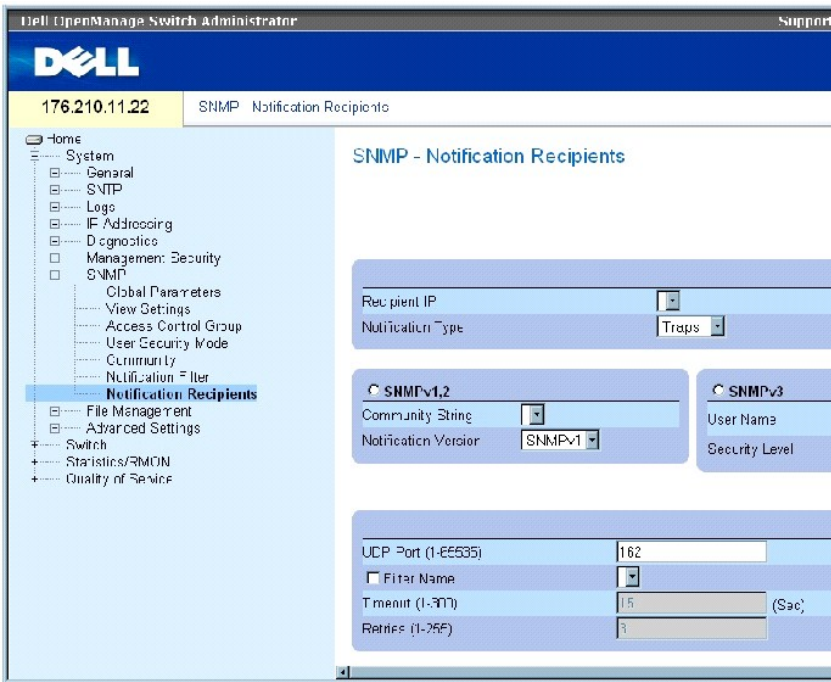 Dell OpenManage Switch Administrator
Support
DELL
176.210.11.22
SNMP Notification Recipients
Home
System
General
SNTP
Logs
IP Addressing
Diagnostics
Management Security
SNMP
Global Parameters
View Settings
Access Control Group
User Security Mode
Community
Notification Filter
Notification Recipients
File Management
Advanced Settings
Switch
Statistics/RMON
Quality of Service
SNMP - Notification Recipients
Recipient IP
Notification Type
Traps
SNMPv1,2
Community String
Notification Version
SNMPv1
SNMPv3
User Name
Security Level
UDP Port (1-65535)
162
Filter Name
Timeout (1-300)
15
(Sec)
Retries (1-255)
3